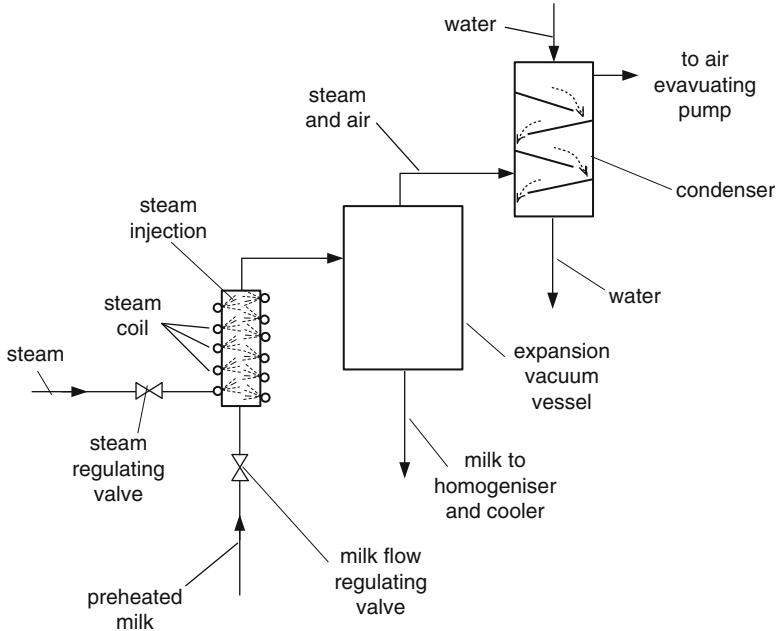 water
to air
evavuating
pump
steam
and air
condenser
steam
injection
water
steam
coil
steam
expansion
vacuum
vessel
steam
regulating
valve
milk to
homogeniser
and cooler
milk flow
regulating
valve
preheated
milk